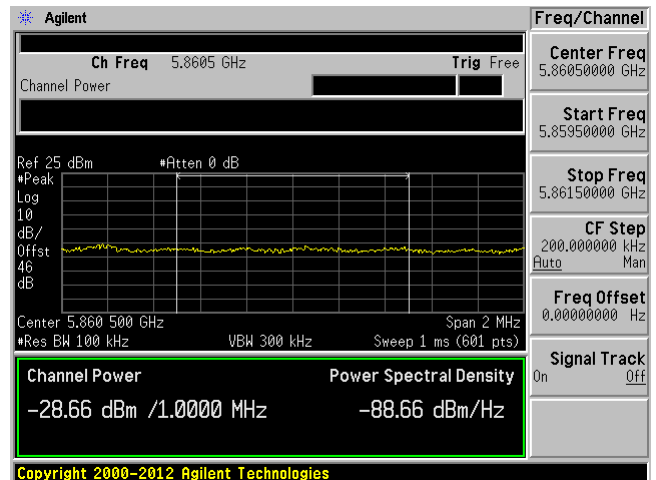 Agilent
Freq/Channel
Ch Freq 5.8605 GHz Trig Free
Channel Power
Center Freq
5.86050000 GHz
Start Freq
5.85950000 GHz
Stop Freq
5.86150000 GHz
CF Step
200.000000 kHz
Auto Man
Freq Offset
0.00000000 Hz
Signal Track
On Off
Ref 25 dBm #Atten 0 dB
#Peak
Log
10
dB/
Offst
46
dB
Center 5.860 500 GHz Span 2 MHz
#Res BW 100 kHz VBW 300 kHz Sweep 1 ms (601 pts)
Channel Power Power Spectral Density
-28.66 dBm /1.0000 MHz -88.66 dBm/Hz
Copyright 2000-2012 Agilent Technologies